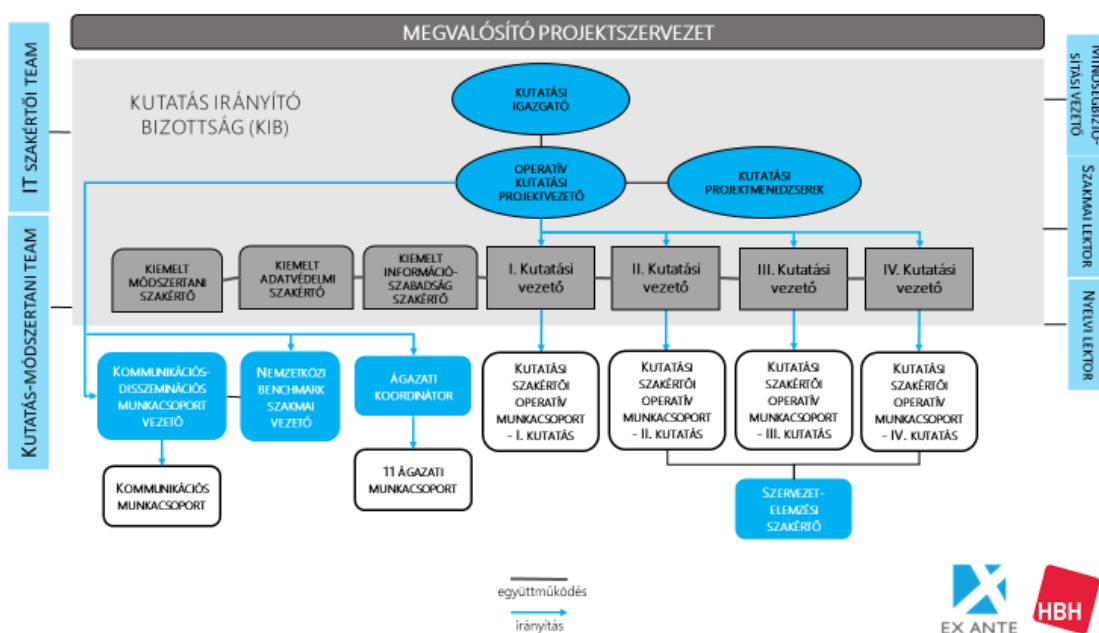 MEGVALÓSÍTÓ PROJEKTSZERVEZET
IT SZAKÉRTŐI TEAM
KUTATÁS-MÓDSZERTANI TEAM
KUTATÁS IRÁNYÍTÓ
BIZOTTSÁG (KIB)
KUTATÁSI
IGAZGATÓ
OPERATÍV
KUTATÁSI
PROJEKTVEZETŐ
KUTATÁSI
PROJEKTMENEDZSEREK
MINŐSÉGBIZTO-
SÍTÁSI VEZETŐ
SZAKMAI LEKTOR
NYELVI LEKTOR
KIEMELT
MÓDSZERTANI
SZAKÉRTŐ
KIEMELT
ADATVÉDELMI
SZAKÉRTŐ
KIEMELT
INFORMÁCIÓ-
SZABADSÁG
SZAKÉRTŐ
I. Kutatási
vezető
II. Kutatási
vezető
III. Kutatási
vezető
IV. Kutatási
vezető
KOMMUNIKÁCIÓS-
DISSZEMINÁCIÓS
MUNKACSOPORT
VEZETŐ
NEMZETKÖZI
BENCHMARK
SZAKMAI
VEZETŐ
ÁGAZATI
KOORDINÁTOR
KUTATÁSI
SZAKÉRTŐI
OPERATÍV
MUNKACSOPORT
- I. KUTATÁS
KUTATÁSI
SZAKÉRTŐI
OPERATÍV
MUNKACSOPORT
- II. KUTATÁS
KUTATÁSI
SZAKÉRTŐI
OPERATÍV
MUNKACSOPORT
- III. KUTATÁS
KUTATÁSI
SZAKÉRTŐI
OPERATÍV
MUNKACSOPORT
- IV. KUTATÁS
KOMMUNIKÁCIÓS
MUNKACSOPORT
11 ÁGAZATI
MUNKACSOPORT
SZERVEZET-
ELEMZÉSI
SZAKÉRTŐ
együttműködés
irányítás
EX ANTE
HBH